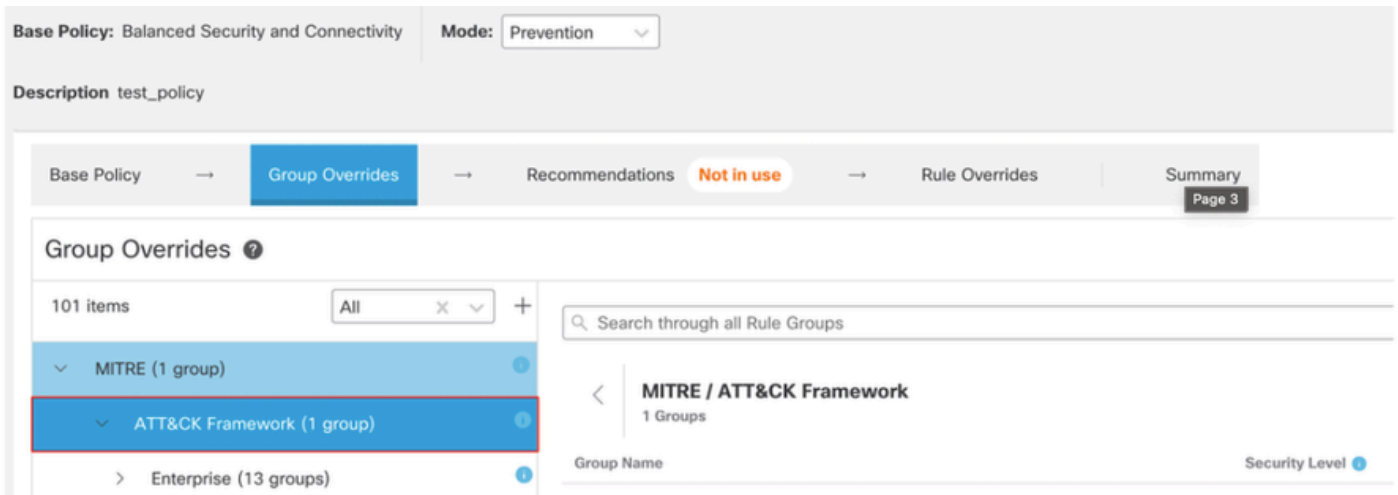 Base Policy: Balanced Security and Connectivity Mode: Prevention
Description test_policy
Base Policy → Group Overrides → Recommendations Not in use → Rule Overrides Summary
Page 3
Group Overrides ?
101 items All
Search through all Rule Groups
MITRE (1 group)
MITRE / ATT&CK Framework
ATT&CK Framework (1 group)
1 Groups
Group Name Security Level
Enterprise (13 groups)